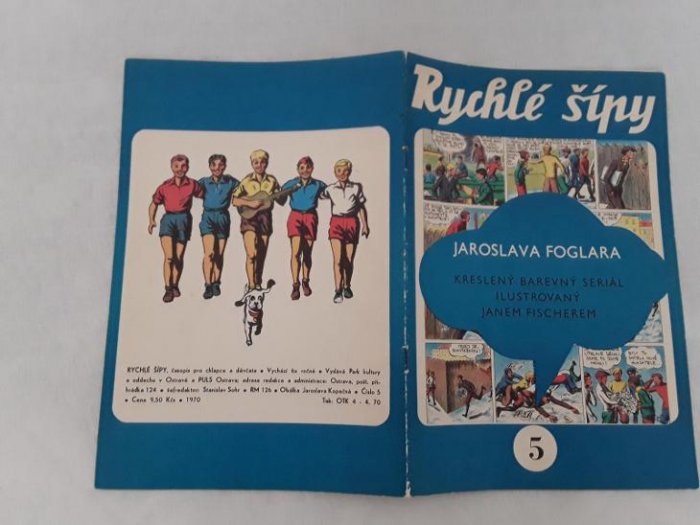 RYCHLÉ ŠÍPY, časopis pro chlapce a děvčata • Vychází 8x ročně • Vydává Park kultury
a oddechu v Ostravě a PULS Ostrava; adresa redakce a administrace: Ostrava, pošt. při-
hrádka 124 • šéfredaktor: Stanislav Sohr • RM 126 • Obálka Jaroslava Kopečná • Číslo 5
• Cena 9,50 Kčs • 1970
Tisk: OTK 4 - 4. 70
Rychlé šípy
JAROSLAVA FOGLARA
KRESLENÝ BAREVNÝ SERIÁL
ILUSTROVANÝ
JANEM FISCHEREM
5